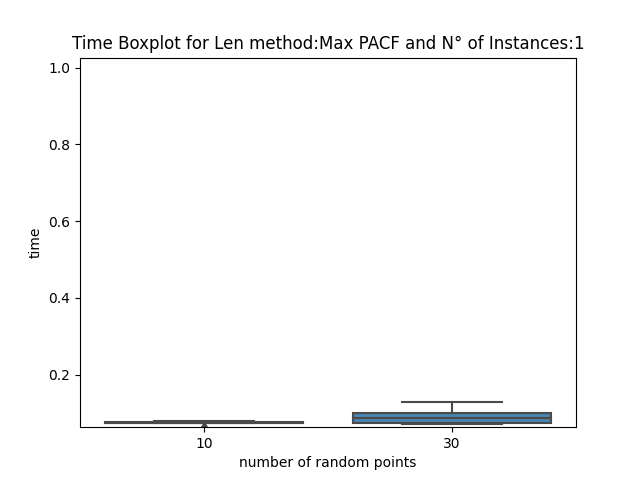 Time Boxplot for Len method:Max PACF and N° of Instances:1
1.0
0.8
0.6
0.4
0.2
time
10
30
number of random points